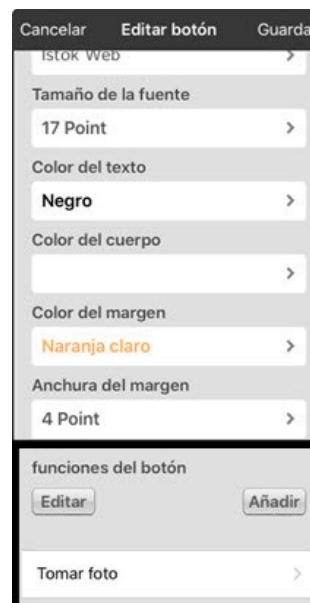 Cancelar Editar botón Guarda
Istok Web
Tamaño de la fuente
17 Point
Color del texto
Negro
Color del cuerpo
Color del margen
Naranja claro
Anchura del margen
4 Point
funciones del botón
Editar Añadir
Tomar foto